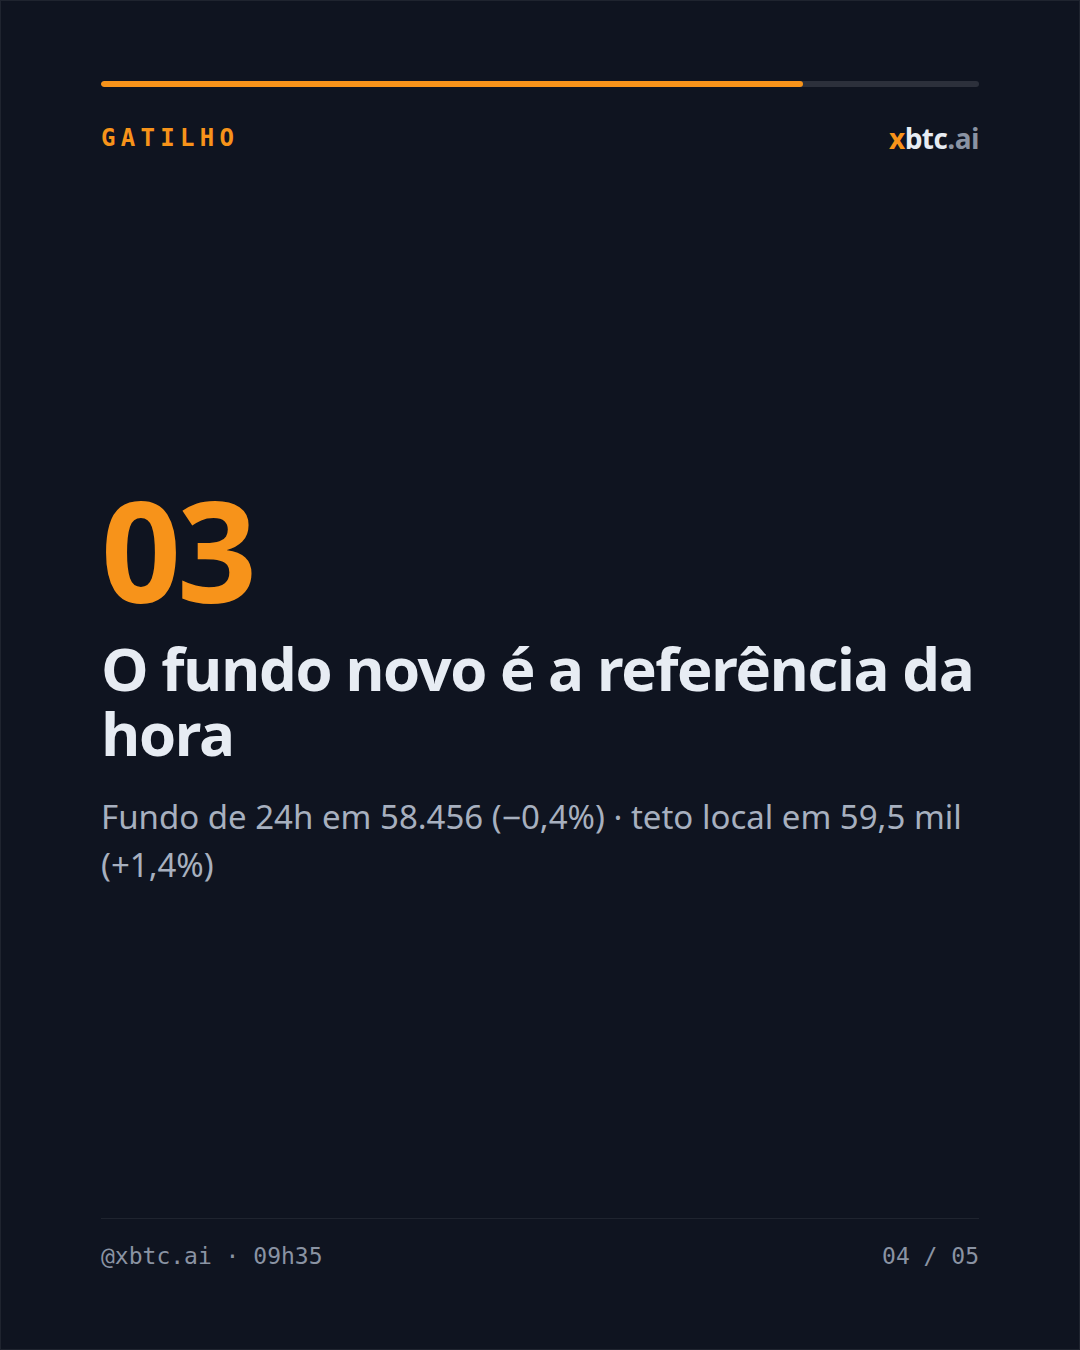 GATILHO
xbtc.ai
03
O fundo novo é a referência da
hora
Fundo de 24h em 58.456 (−0,4%) · teto local em 59,5 mil
(+1,4%)
@xbtc.ai · 09h35
04 / 05